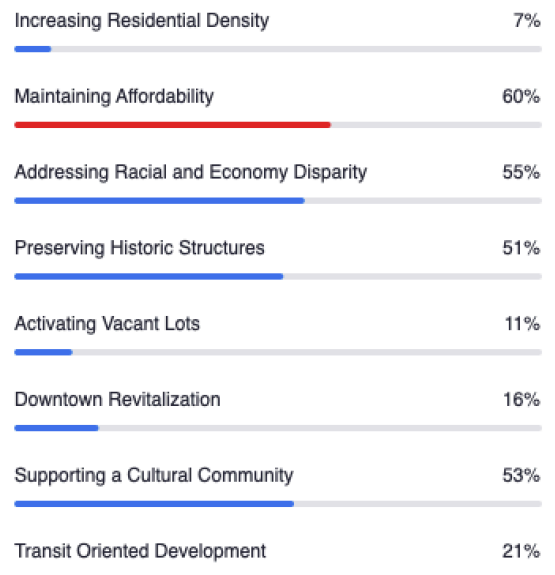 Increasing Residential Density 7%
Maintaining Affordability 60%
Addressing Racial and Economy Disparity 55%
Preserving Historic Structures 51%
Activating Vacant Lots 11%
Downtown Revitalization 16%
Supporting a Cultural Community 53%
Transit Oriented Development 21%